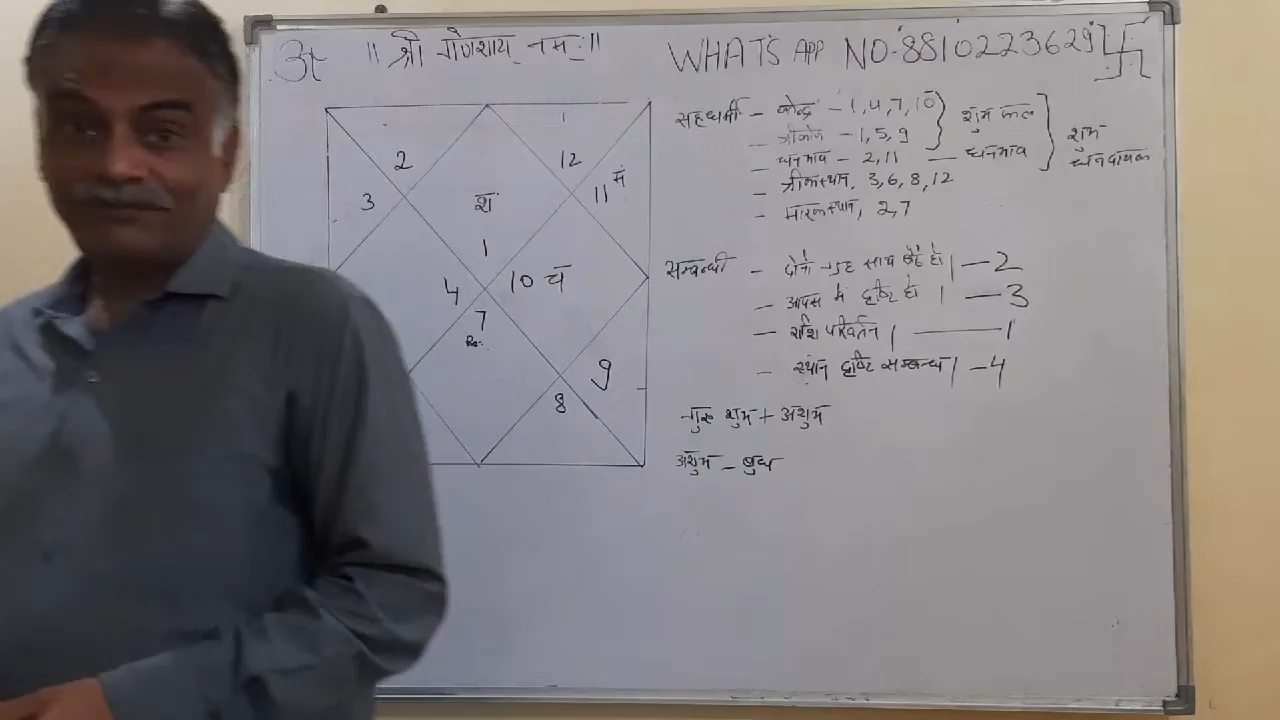 ॥ श्री गणेशाय नमः ॥
WHAT'S APP NO-8810223629
2
12
3
11 मं
श
1
4
10 चं
7
9
8
सहधर्मी - केन्द्र - 1, 4, 7, 10
- त्रीकोण - 1, 5, 9
शुभ फल
- धनभाव - 2, 11 - धनभाव
शुभ
धनदायक
- त्रीकस्थान, 3, 6, 8, 12
- मारकस्थान, 2,7
सम्बन्धी - दोनो ग्रह साथ बैठे हो। - 2
- आपस में दृष्टि हो। - 3
- राशि परिवर्तन। - 1
- स्थान दृष्टि सम्बन्ध। - 4
गुरु शुभ + अशुभ
अशुभ - बुध